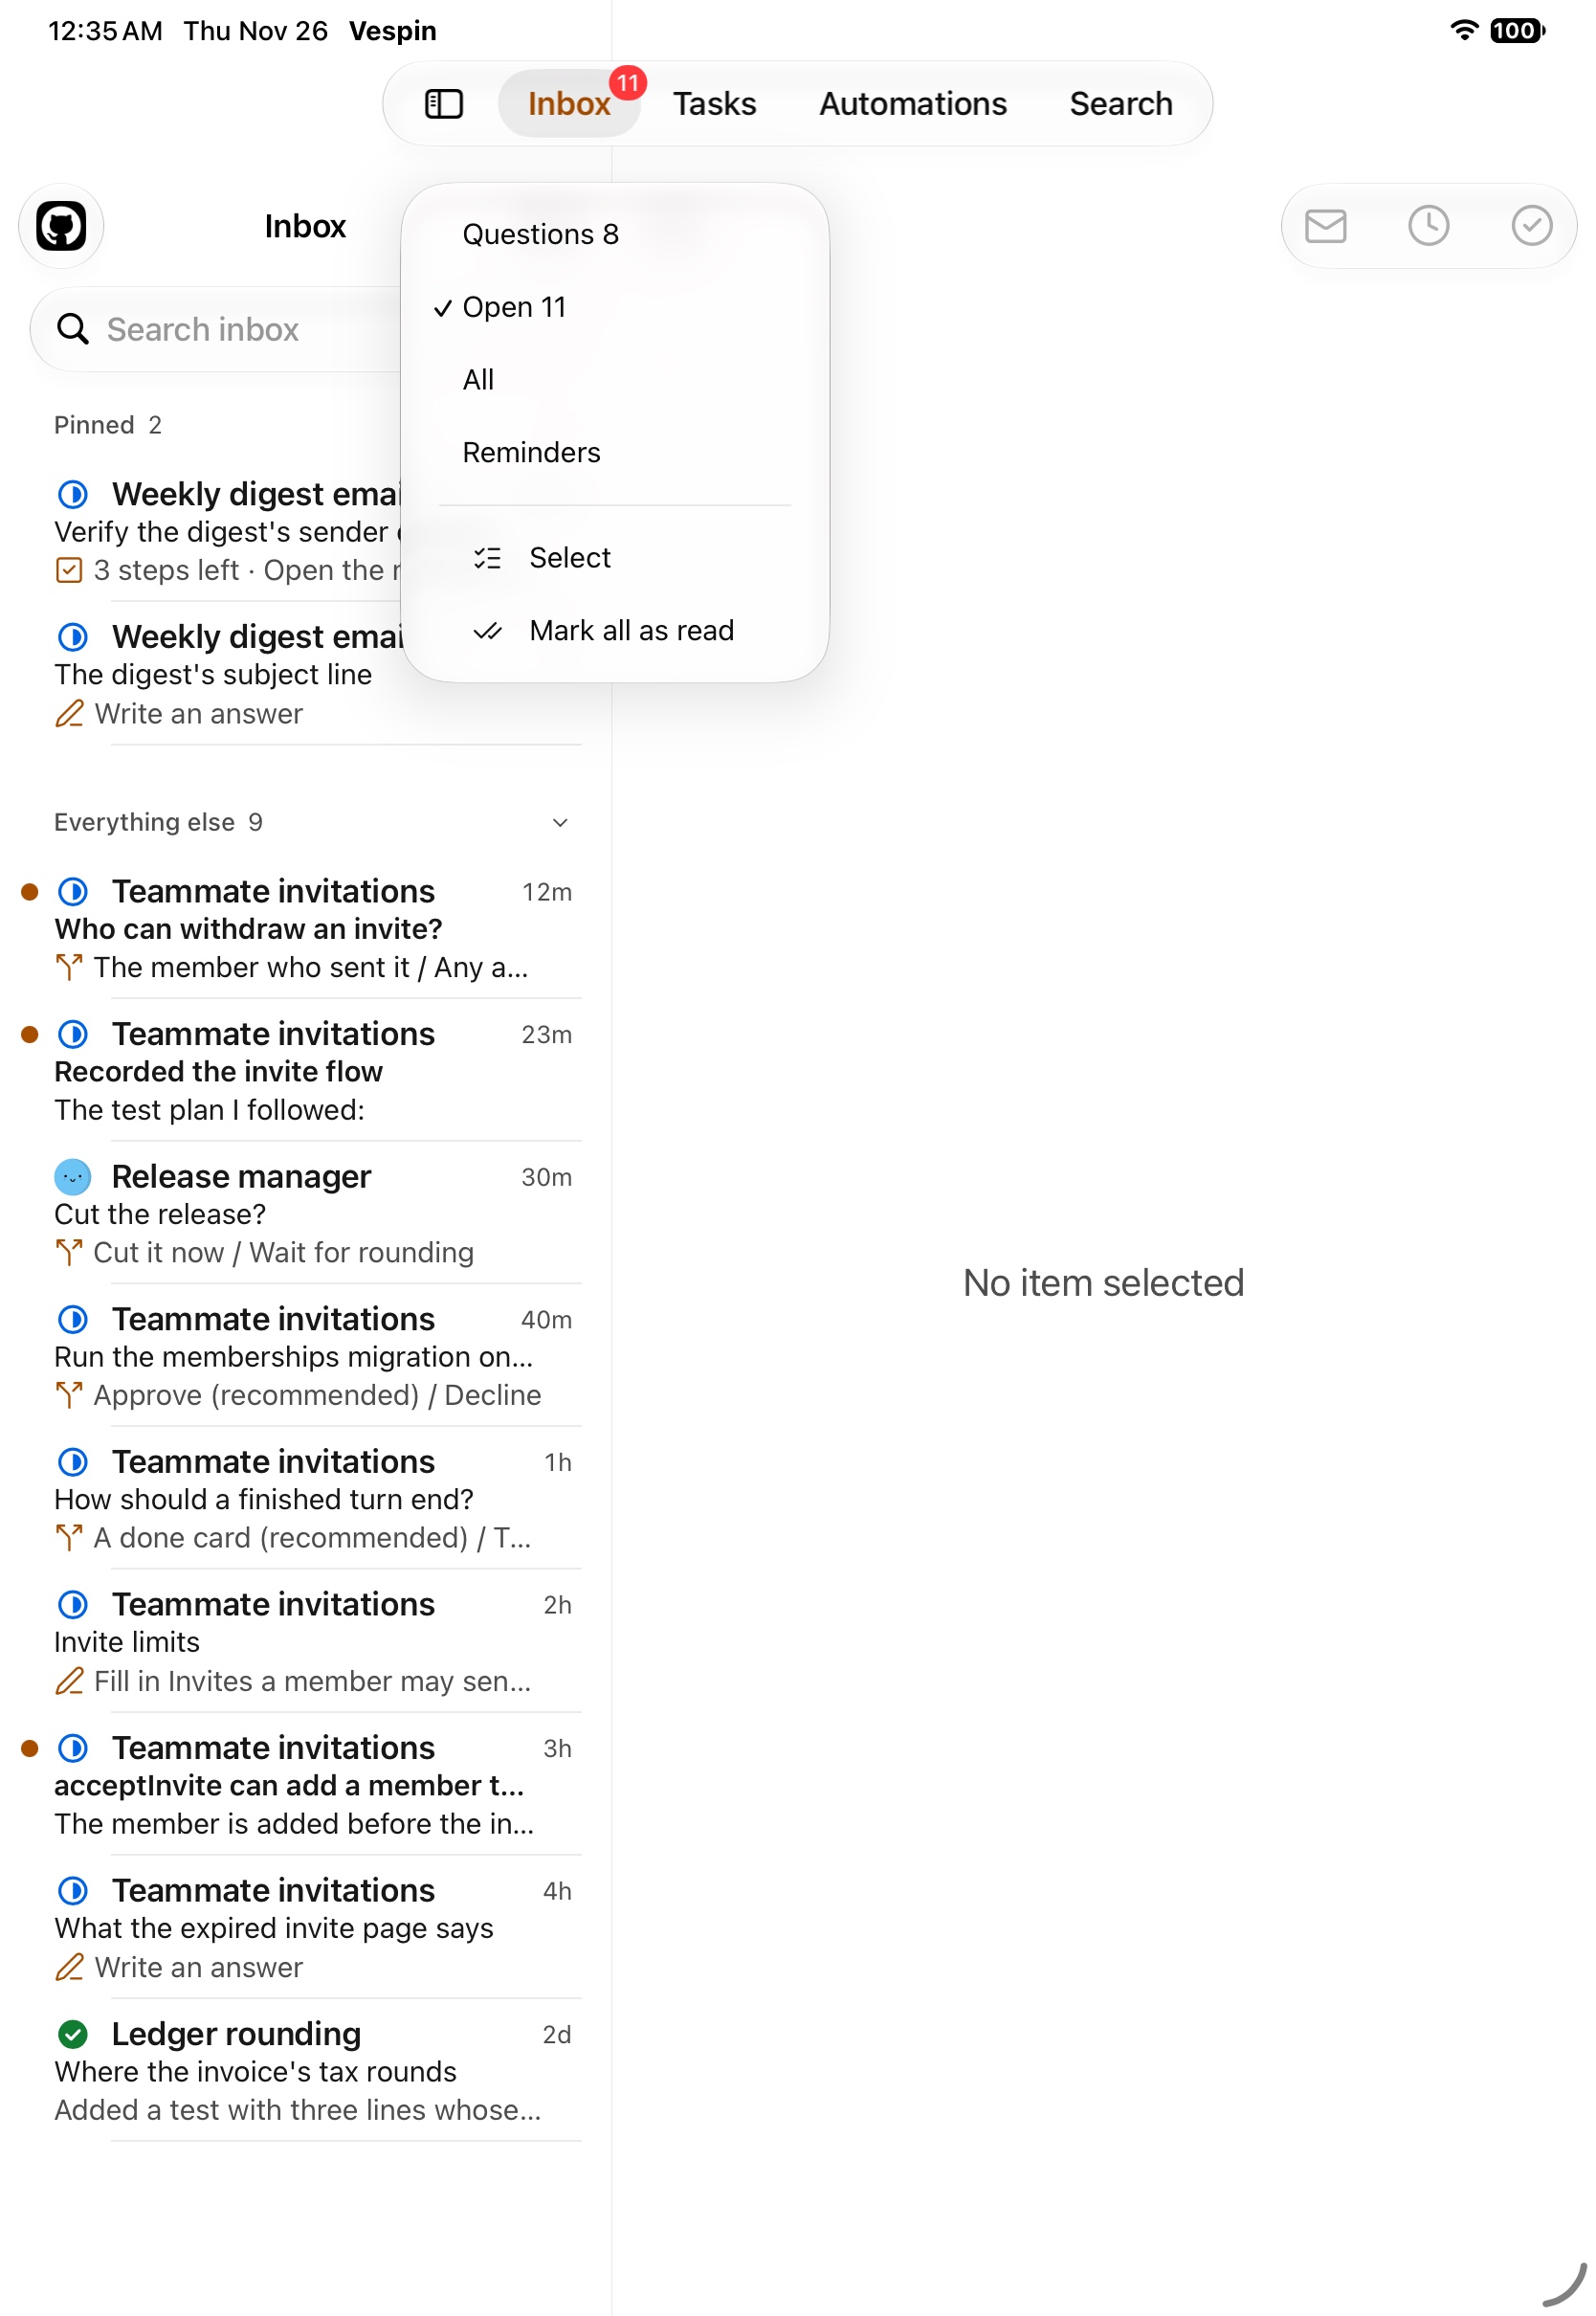 12:35 AM Thu Nov 26 Vespin
100
Inbox 11 Tasks Automations Search
Inbox
Search inbox
Questions 8
Open 11
All
Reminders
Select
Mark all as read
Pinned 2
Weekly digest
Verify the digest's sender
3 steps left · Open the
Weekly digest
The digest's subject line
Write an answer
Everything else 9
Teammate invitations 12m
Who can withdraw an invite?
The member who sent it / Any a...
Teammate invitations 23m
Recorded the invite flow
The test plan I followed:
Release manager 30m
Cut the release?
Cut it now / Wait for rounding
Teammate invitations 40m
Run the memberships migration on...
Approve (recommended) / Decline
Teammate invitations 1h
How should a finished turn end?
A done card (recommended) / T...
Teammate invitations 2h
Invite limits
Fill in Invites a member may sen...
Teammate invitations 3h
acceptInvite can add a member t...
The member is added before the in...
Teammate invitations 4h
What the expired invite page says
Write an answer
Ledger rounding 2d
Where the invoice's tax rounds
Added a test with three lines whose...
No item selected